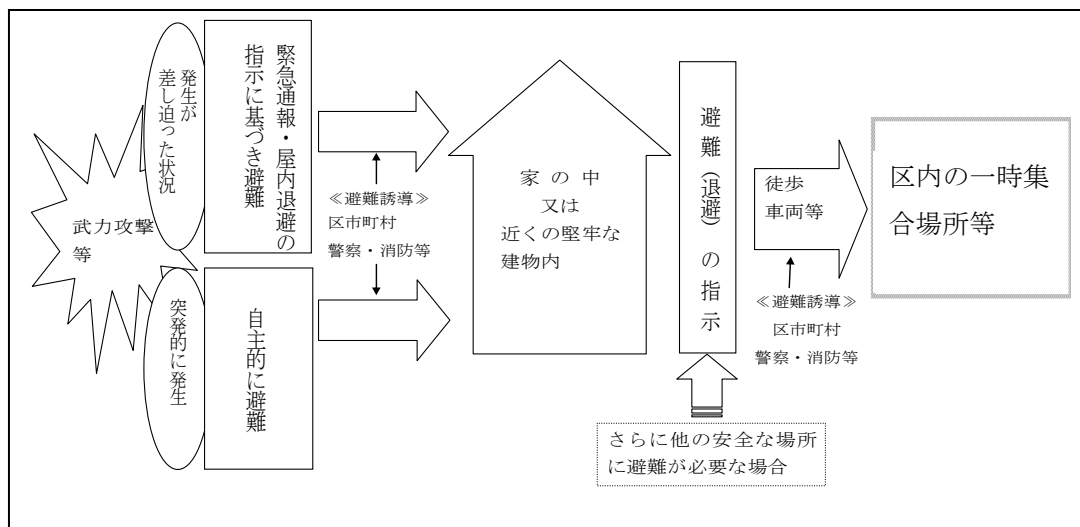 武力攻撃
等
発生が
差し迫った状況
緊急通報・屋内退避の
指示に基づき避難
突発的に発生
自主的に避難
≪避難誘導≫
区市町村
警察・消防等
家の中
又は
近くの堅牢な
建物内
避難（退避）の指示
さらに他の安全な場所
に避難が必要な場合
徒歩
車両等
≪避難誘導≫
区市町村
警察・消防等
区内の一時集
合場所等